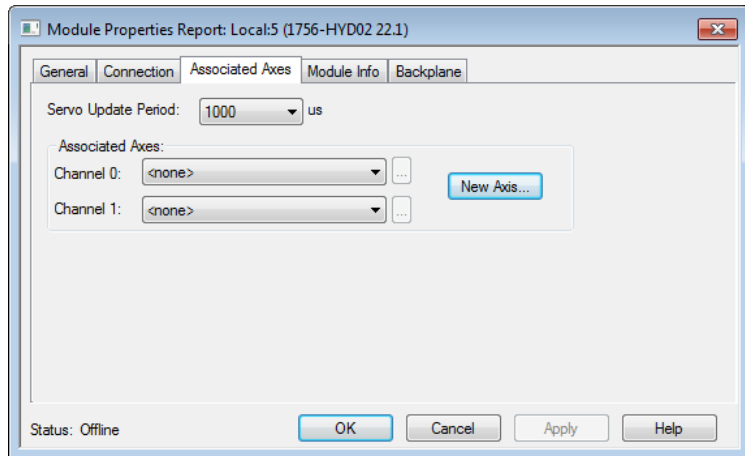 Module Properties Report: Local:5 (1756-HYD02 22.1)
General Connection Associated Axes Module Info Backplane
Servo Update Period: 1000 us
Associated Axes:
Channel 0: <none> ...
New Axis...
Channel 1: <none> ...
Status: Offline OK Cancel Apply Help